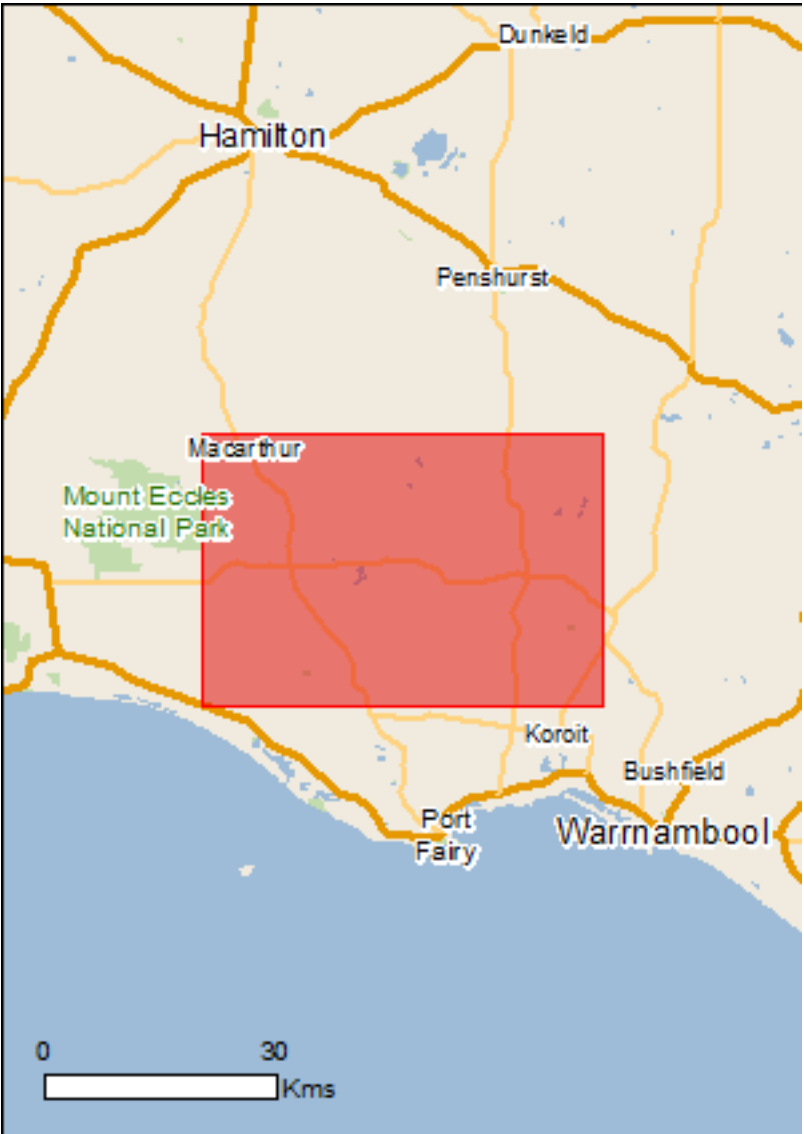 Dunkeld
Hamilton
Penshurst
Macarthur
Mount Eccles
National Park
Koroit
Bushfield
Port
Fairy
Warrnambool
0 30
Kms